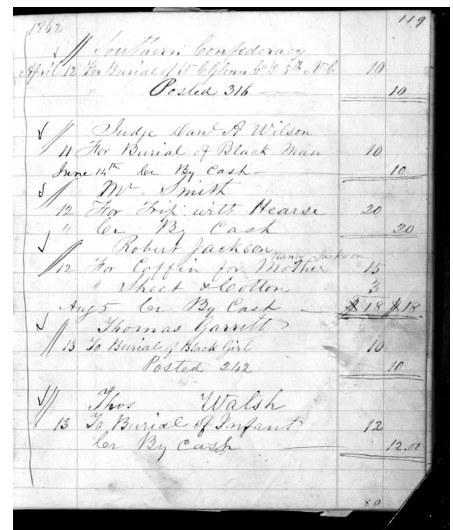 119
1862
// Southern Confederacy
April 12 For Burial of Co 5th N C 10
" Posted 316 — 10
// Judge Danl A Wilson
11 For Burial of Black Man 10
June 14th Cr By Cash — 10
// Mr Smith
12 For Trip with Hearse 20
" Cr By Cash 20
// Robert Jackson
Nancy Jackson
12 For Coffin for Mother 15
" Sheet & Cotton 3
Aug 5 Cr By Cash — $18 $18
Thomas Garritt
// 13 To Burial of Black Girl 10
Posted 242 10
// Thos Walsh
13 To Burial of Infant 12
Cr By Cash — 12.00
80